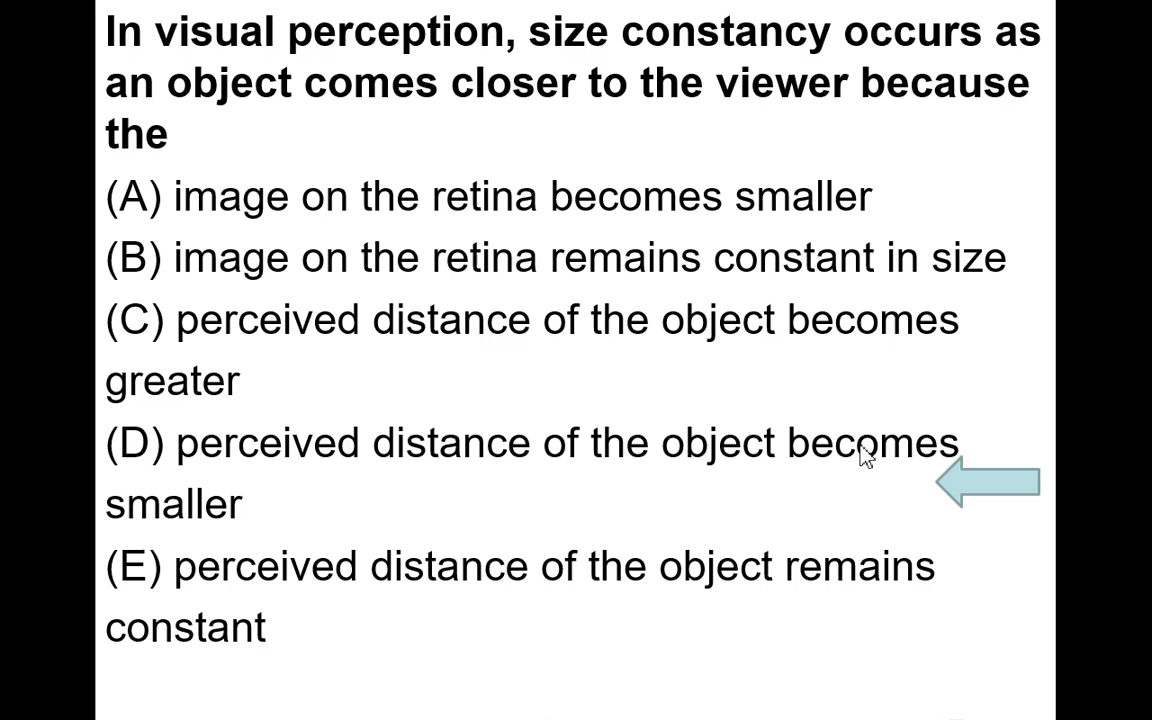 In visual perception, size constancy occurs as
an object comes closer to the viewer because
the
(A) image on the retina becomes smaller
(B) image on the retina remains constant in size
(C) perceived distance of the object becomes
greater
(D) perceived distance of the object becomes
smaller
(E) perceived distance of the object remains
constant